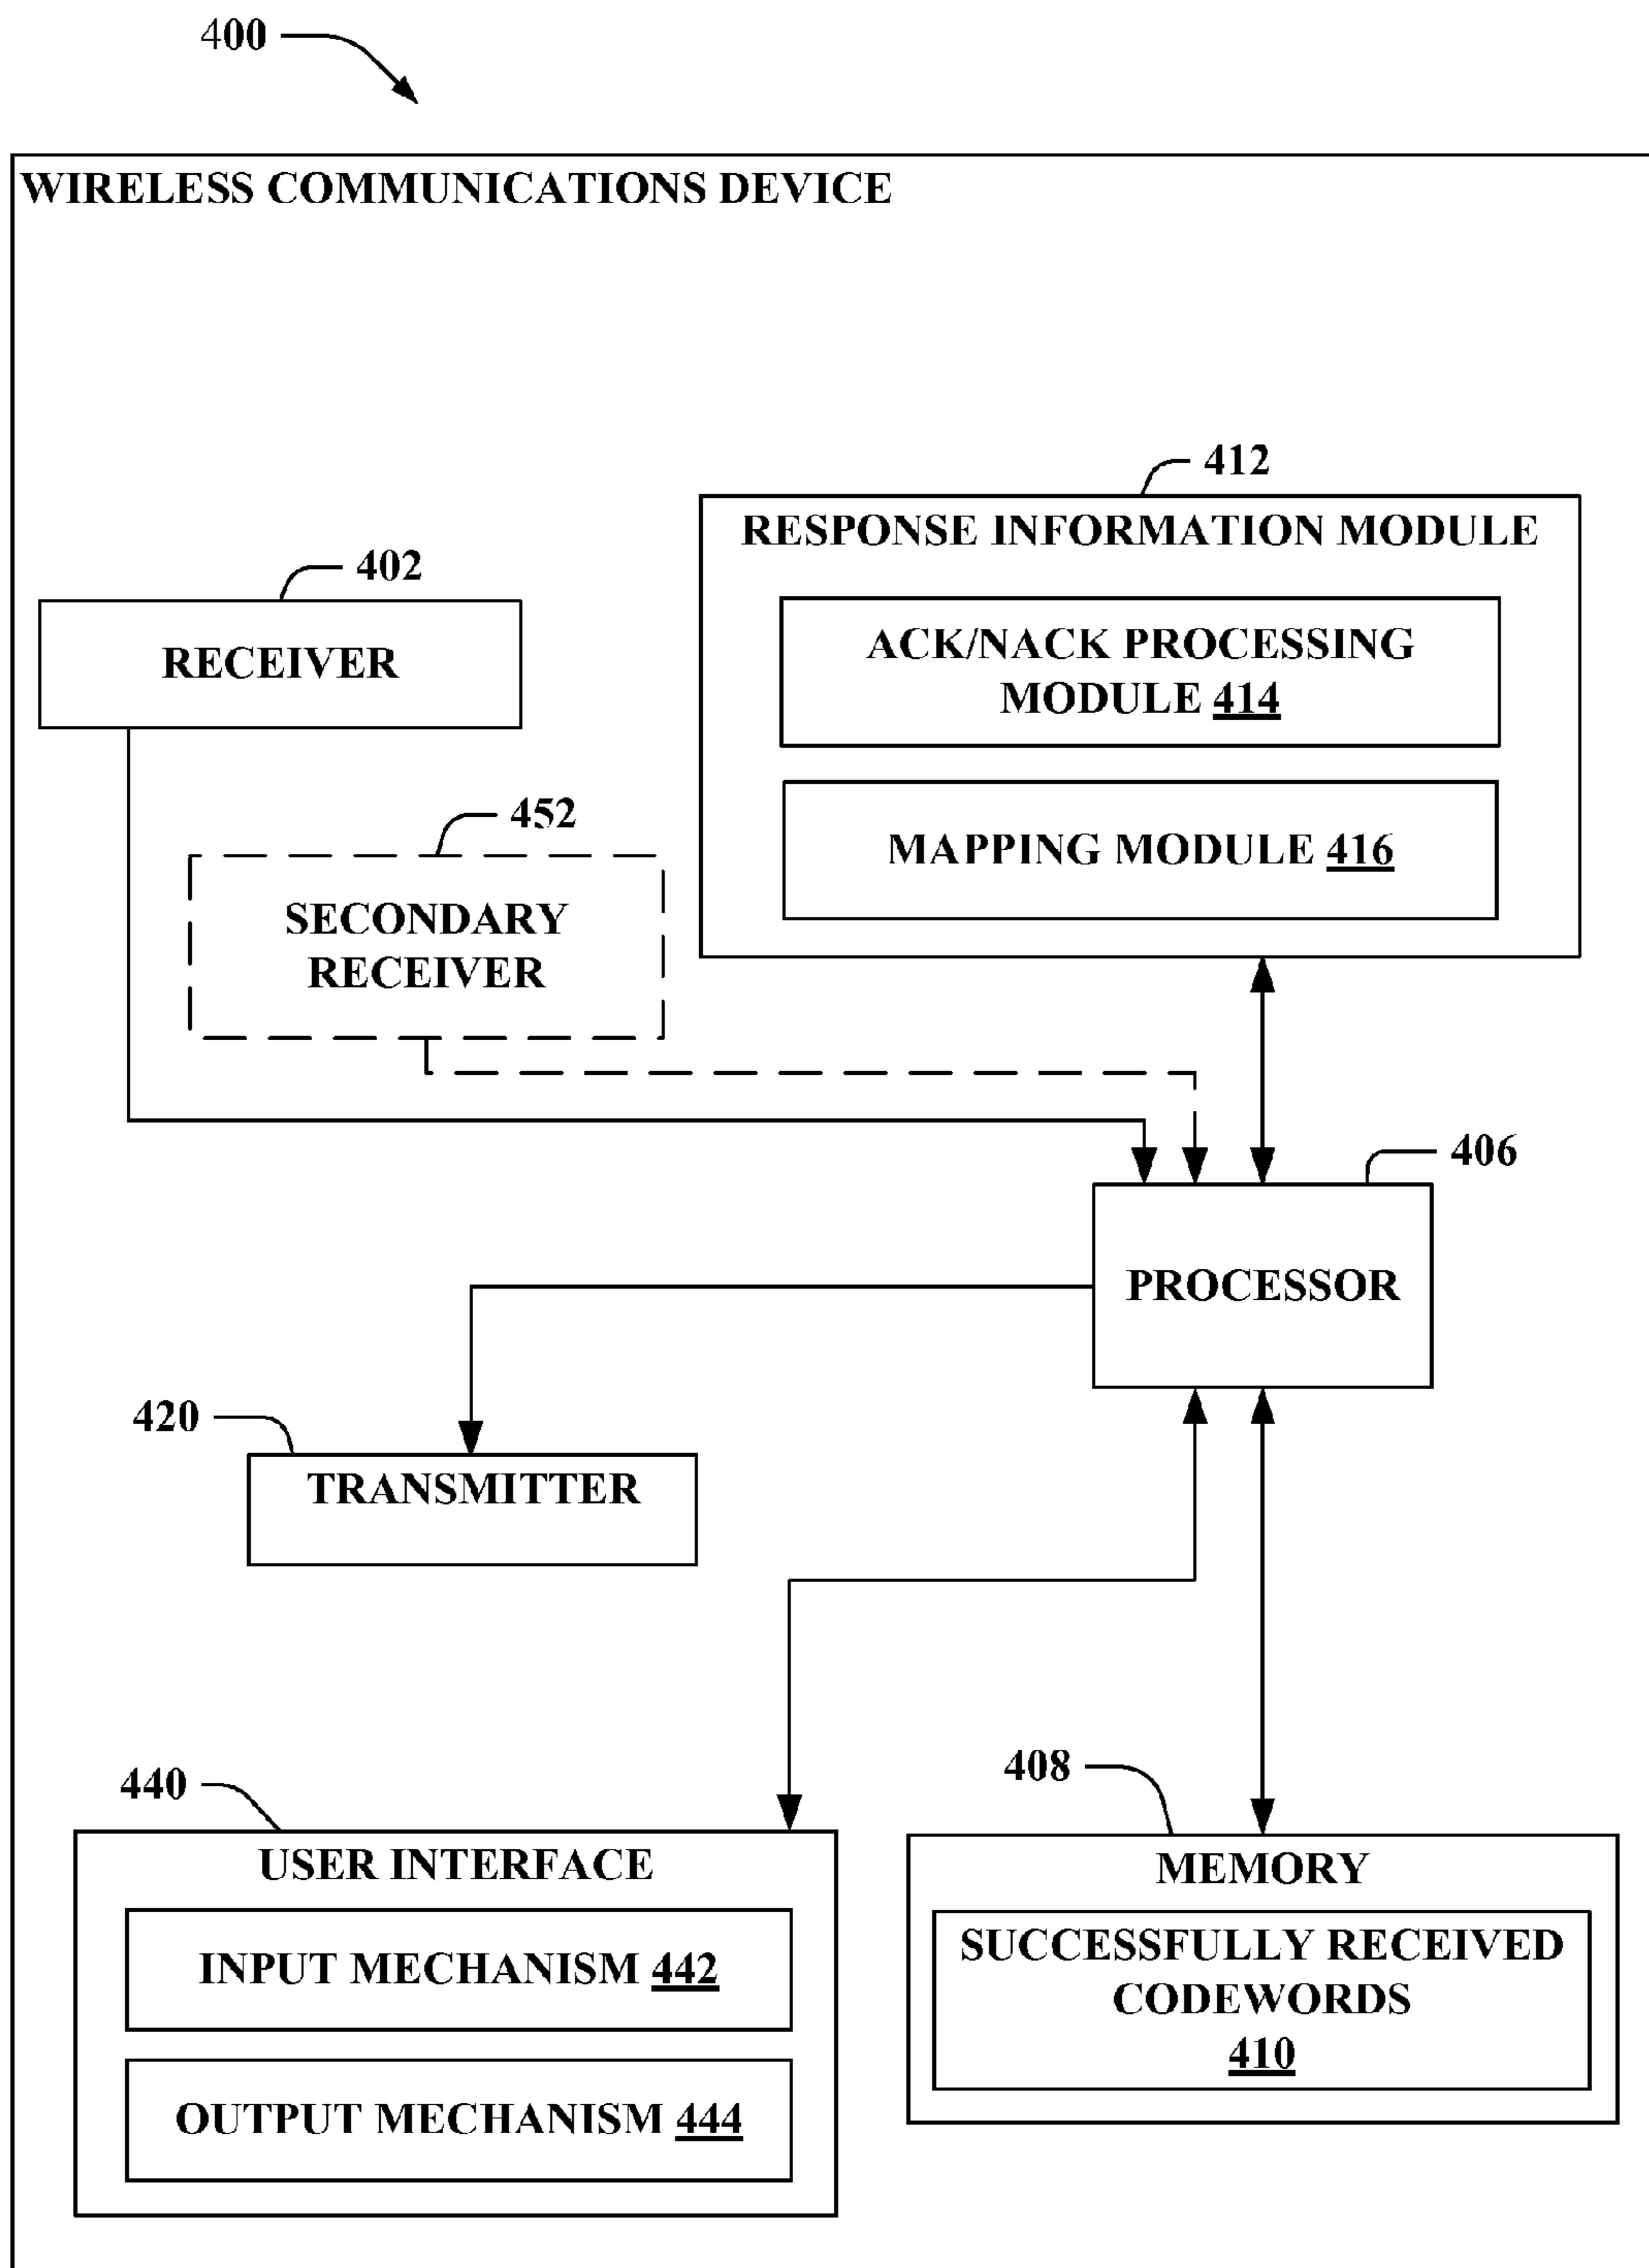 400
WIRELESS COMMUNICATIONS DEVICE
412
RESPONSE INFORMATION MODULE
402
RECEIVER
ACK/NACK PROCESSING
MODULE 414
452
SECONDARY
RECEIVER
MAPPING MODULE 416
406
PROCESSOR
420
TRANSMITTER
440
USER INTERFACE
INPUT MECHANISM 442
OUTPUT MECHANISM 444
408
MEMORY
SUCCESSFULLY RECEIVED
CODEWORDS
410